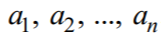 a₁, a₂, ..., aₙ